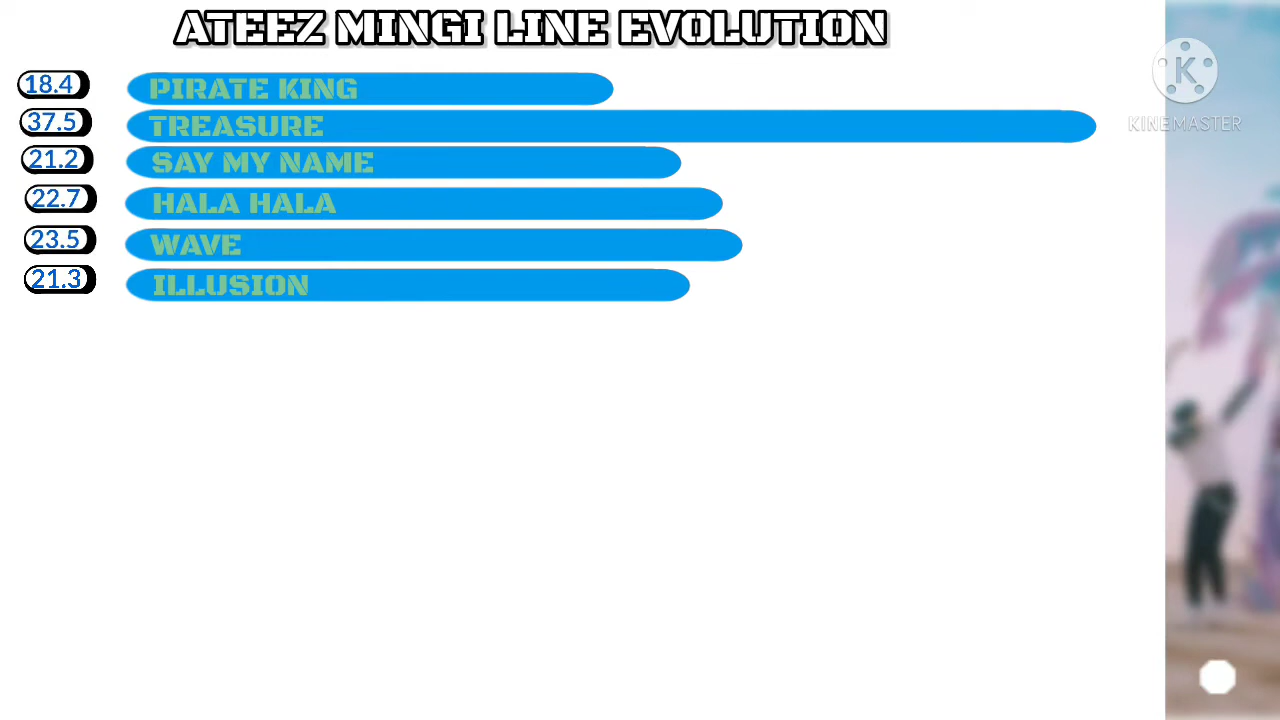 ATEEZ MINGI LINE EVOLUTION
18.4 PIRATE KING
37.5 TREASURE
21.2 SAY MY NAME
22.7 HALA HALA
23.5 WAVE
21.3 ILLUSION
K
KINEMASTER